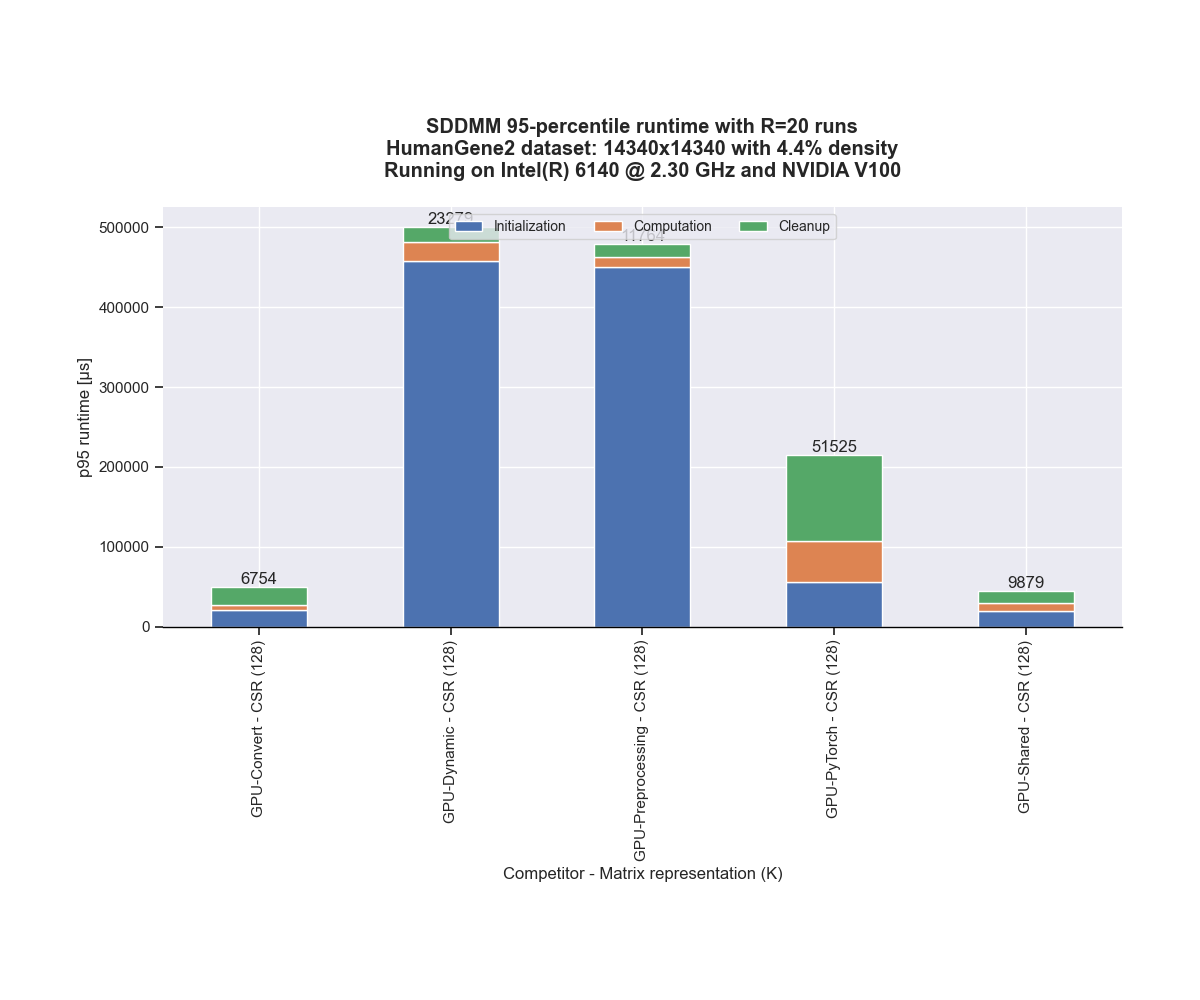 SDDMM 95-percentile runtime with R=20 runs
HumanGene2 dataset: 14340x14340 with 4.4% density
Running on Intel(R) 6140 @ 2.30 GHz and NVIDIA V100
Initialization
Computation
Cleanup
23279
11764
51525
6754
9879
p95 runtime [µs]
500000
400000
300000
200000
100000
0
GPU-Convert - CSR (128)
GPU-Dynamic - CSR (128)
GPU-Preprocessing - CSR (128)
GPU-PyTorch - CSR (128)
GPU-Shared - CSR (128)
Competitor - Matrix representation (K)